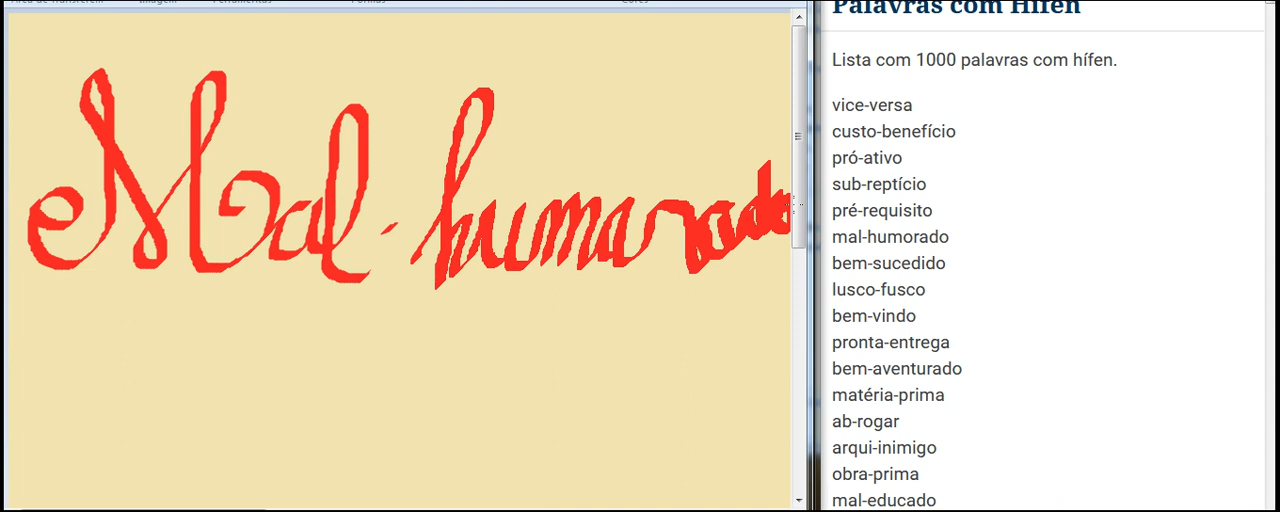 Mal-humorado
Palavras com Hífen
Lista com 1000 palavras com hífen.
vice-versa
custo-benefício
pró-ativo
sub-reptício
pré-requisito
mal-humorado
bem-sucedido
lusco-fusco
bem-vindo
pronta-entrega
bem-aventurado
matéria-prima
ab-rogar
arqui-inimigo
obra-prima
mal-educado